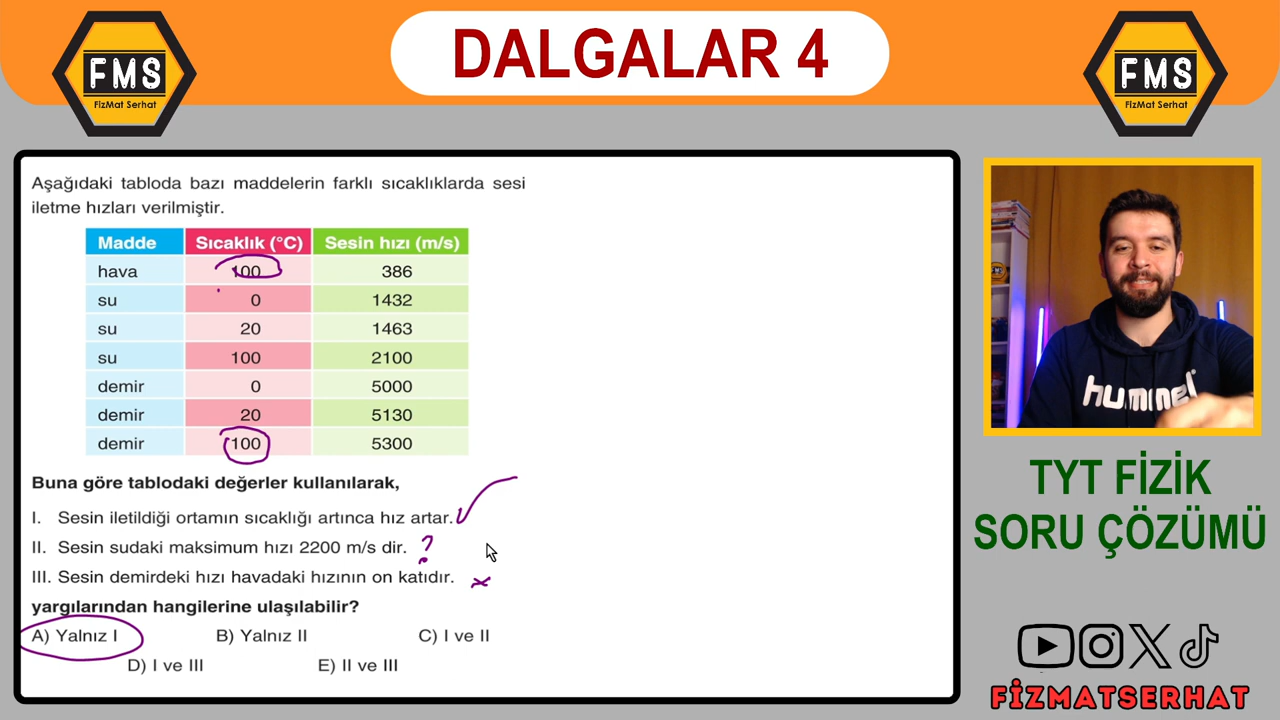 DALGALAR 4
FMS
FizMat Serhat
FMS
FizMat Serhat
Aşağıdaki tabloda bazı maddelerin farklı sıcaklıklarda sesi
iletme hızları verilmiştir.
Madde Sıcaklık (°C) Sesin hızı (m/s)
hava 100 386
su 0 1432
su 20 1463
su 100 2100
demir 0 5000
demir 20 5130
demir 100 5300
Buna göre tablodaki değerler kullanılarak,
I. Sesin iletildiği ortamın sıcaklığı artınca hız artar.
II. Sesin sudaki maksimum hızı 2200 m/s dir. ?
III. Sesin demirdeki hızı havadaki hızının on katıdır.
yargılarından hangilerine ulaşılabilir?
A) Yalnız I B) Yalnız II C) I ve II
D) I ve III E) II ve III
hummel
TYT FİZİK
SORU ÇÖZÜMÜ
FİZMATSERHAT